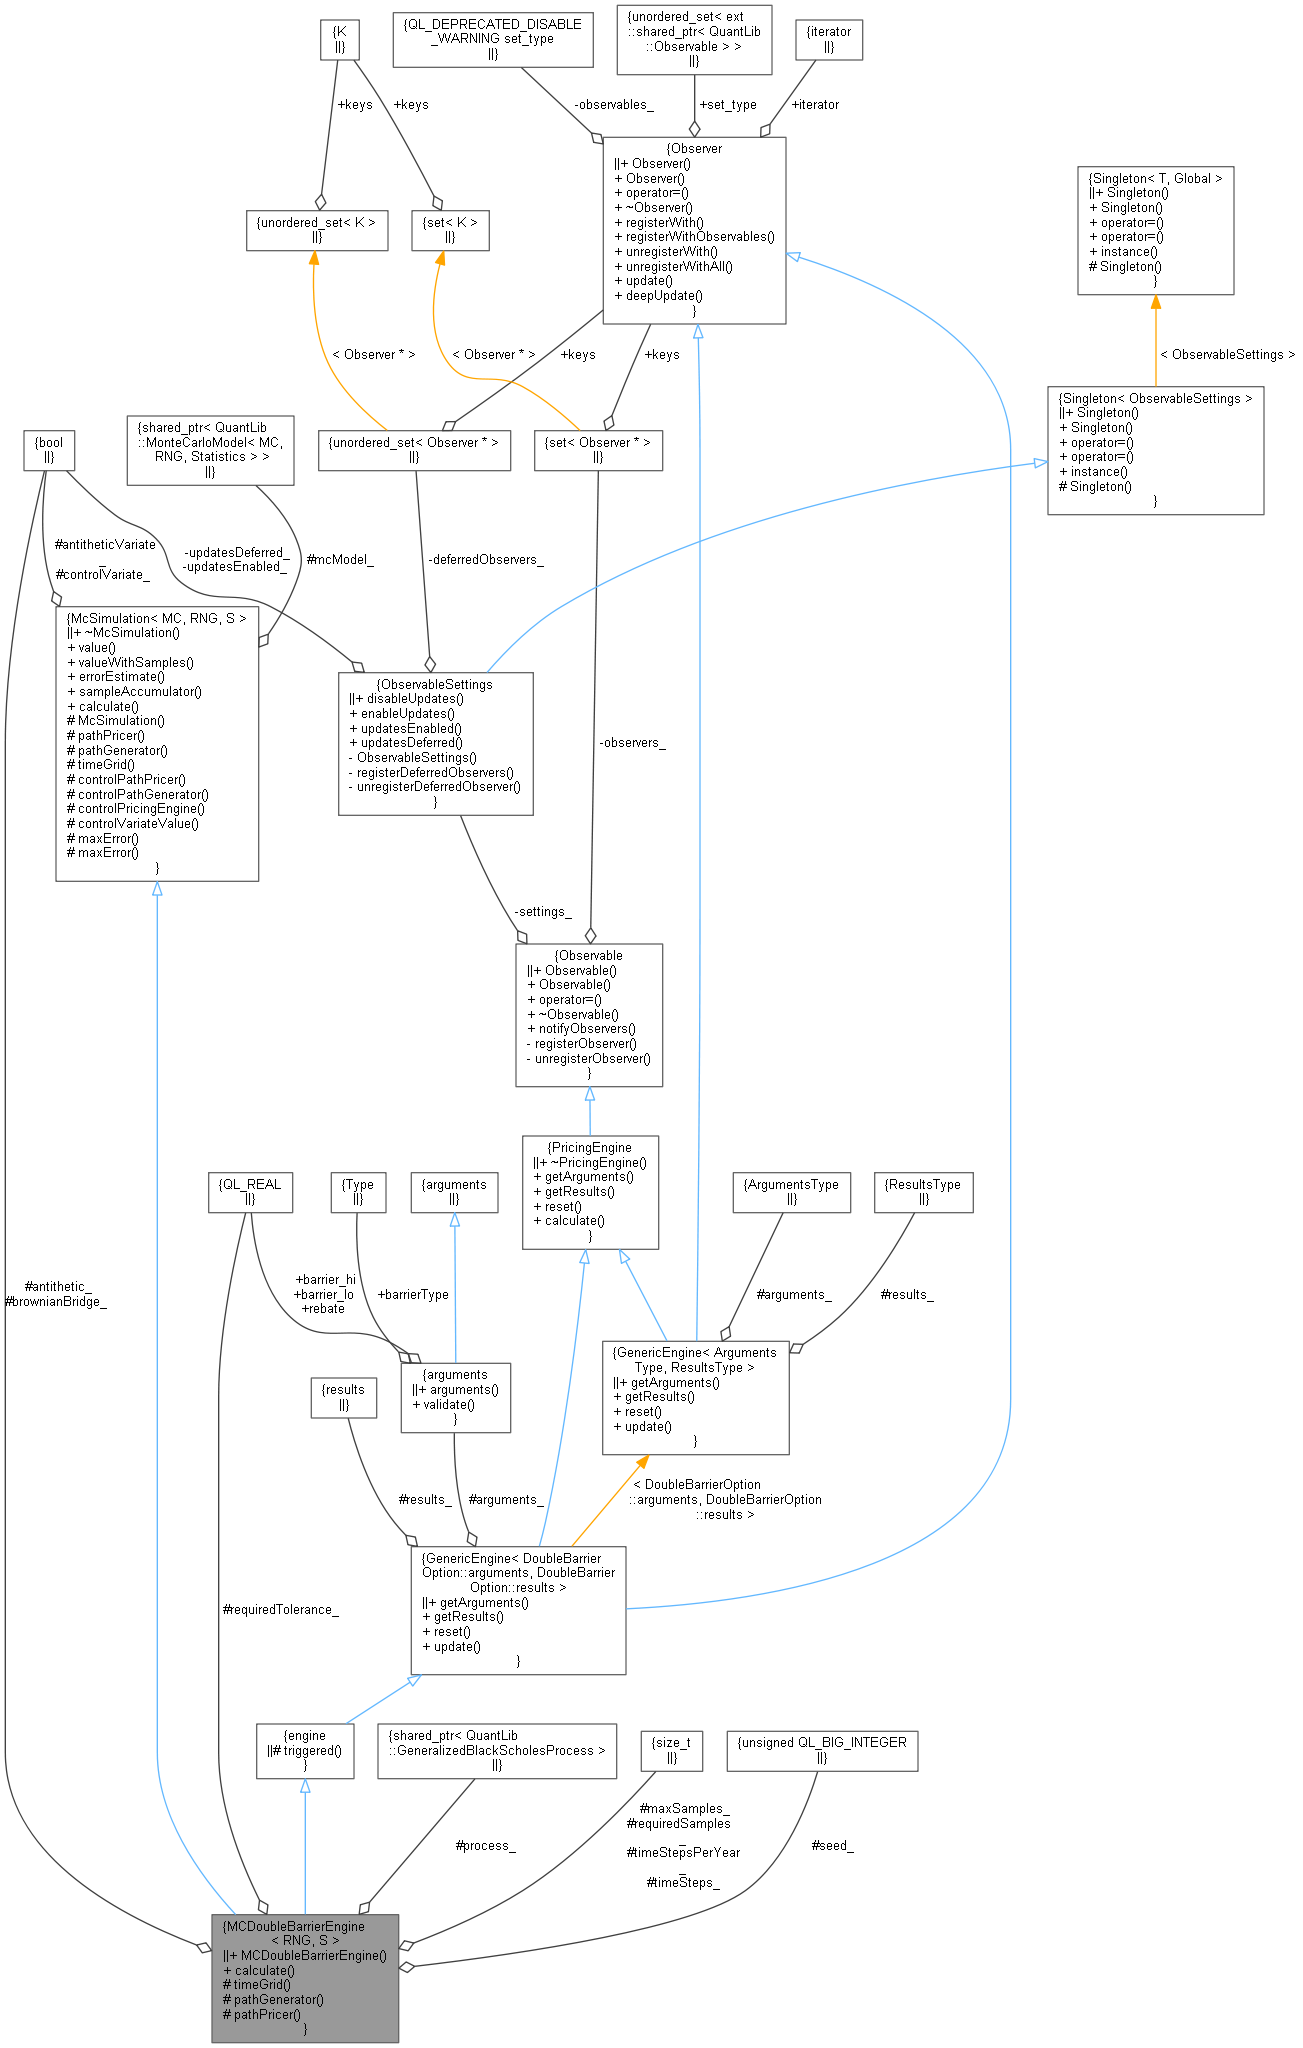 {K
||}
{QL_DEPRECATED_DISABLE
_WARNING set_type
||}
{unordered_set< ext
::shared_ptr< QuantLib
::Observable > >
||}
{iterator
||}
+keys
+keys
-observables_
+set_type
+iterator
{Observer
||+ Observer()
+ Observer()
+ operator=()
+ ~Observer()
+ registerWith()
+ registerWithObservables()
+ unregisterWith()
+ unregisterWithAll()
+ update()
+ deepUpdate()
}
{Singleton< T, Global >
||+ Singleton()
+ Singleton()
+ operator=()
+ operator=()
+ instance()
# Singleton()
}
{unordered_set< K >
||}
{set< K >
||}
< Observer * >
< Observer * >
+keys
+keys
< ObservableSettings >
{Singleton< ObservableSettings >
||+ Singleton()
+ Singleton()
+ operator=()
+ operator=()
+ instance()
# Singleton()
}
{bool
||}
{shared_ptr< QuantLib
::MonteCarloModel< MC,
RNG, Statistics > >
||}
{unordered_set< Observer * >
||}
{set< Observer * >
||}
#antitheticVariate
_
#controlVariate_
-updatesDeferred_
-updatesEnabled_
#mcModel_
-deferredObservers_
{McSimulation< MC, RNG, S >
||+ ~McSimulation()
+ value()
+ valueWithSamples()
+ errorEstimate()
+ sampleAccumulator()
+ calculate()
# McSimulation()
# pathPricer()
# pathGenerator()
# timeGrid()
# controlPathPricer()
# controlPathGenerator()
# controlPricingEngine()
# controlVariateValue()
# maxError()
# maxError()
}
{ObservableSettings
||+ disableUpdates()
+ enableUpdates()
+ updatesEnabled()
+ updatesDeferred()
- ObservableSettings()
- registerDeferredObservers()
- unregisterDeferredObserver()
}
-observers_
-settings_
{Observable
||+ Observable()
+ Observable()
+ operator=()
+ ~Observable()
+ notifyObservers()
- registerObserver()
- unregisterObserver()
}
{PricingEngine
||+ ~PricingEngine()
+ getArguments()
+ getResults()
+ reset()
+ calculate()
}
{QL_REAL
||}
{Type
||}
{arguments
||}
{ArgumentsType
||}
{ResultsType
||}
#antithetic_
#brownianBridge_
+barrier_hi
+barrier_lo
+rebate
+barrierType
#arguments_
#results_
{GenericEngine< Arguments
Type, ResultsType >
||+ getArguments()
+ getResults()
+ reset()
+ update()
}
{results
||}
{arguments
||+ arguments()
+ validate()
}
#results_
#arguments_
< DoubleBarrierOption
::arguments, DoubleBarrierOption
::results >
{GenericEngine< DoubleBarrier
Option::arguments, DoubleBarrier
Option::results >
||+ getArguments()
+ getResults()
+ reset()
+ update()
}
#requiredTolerance_
{engine
||# triggered()
}
{shared_ptr< QuantLib
::GeneralizedBlackScholesProcess >
||}
{size_t
||}
{unsigned QL_BIG_INTEGER
||}
#process_
#maxSamples_
#requiredSamples
_
#timeStepsPerYear
_
#timeSteps_
#seed_
{MCDoubleBarrierEngine
< RNG, S >
||+ MCDoubleBarrierEngine()
+ calculate()
# timeGrid()
# pathGenerator()
# pathPricer()
}